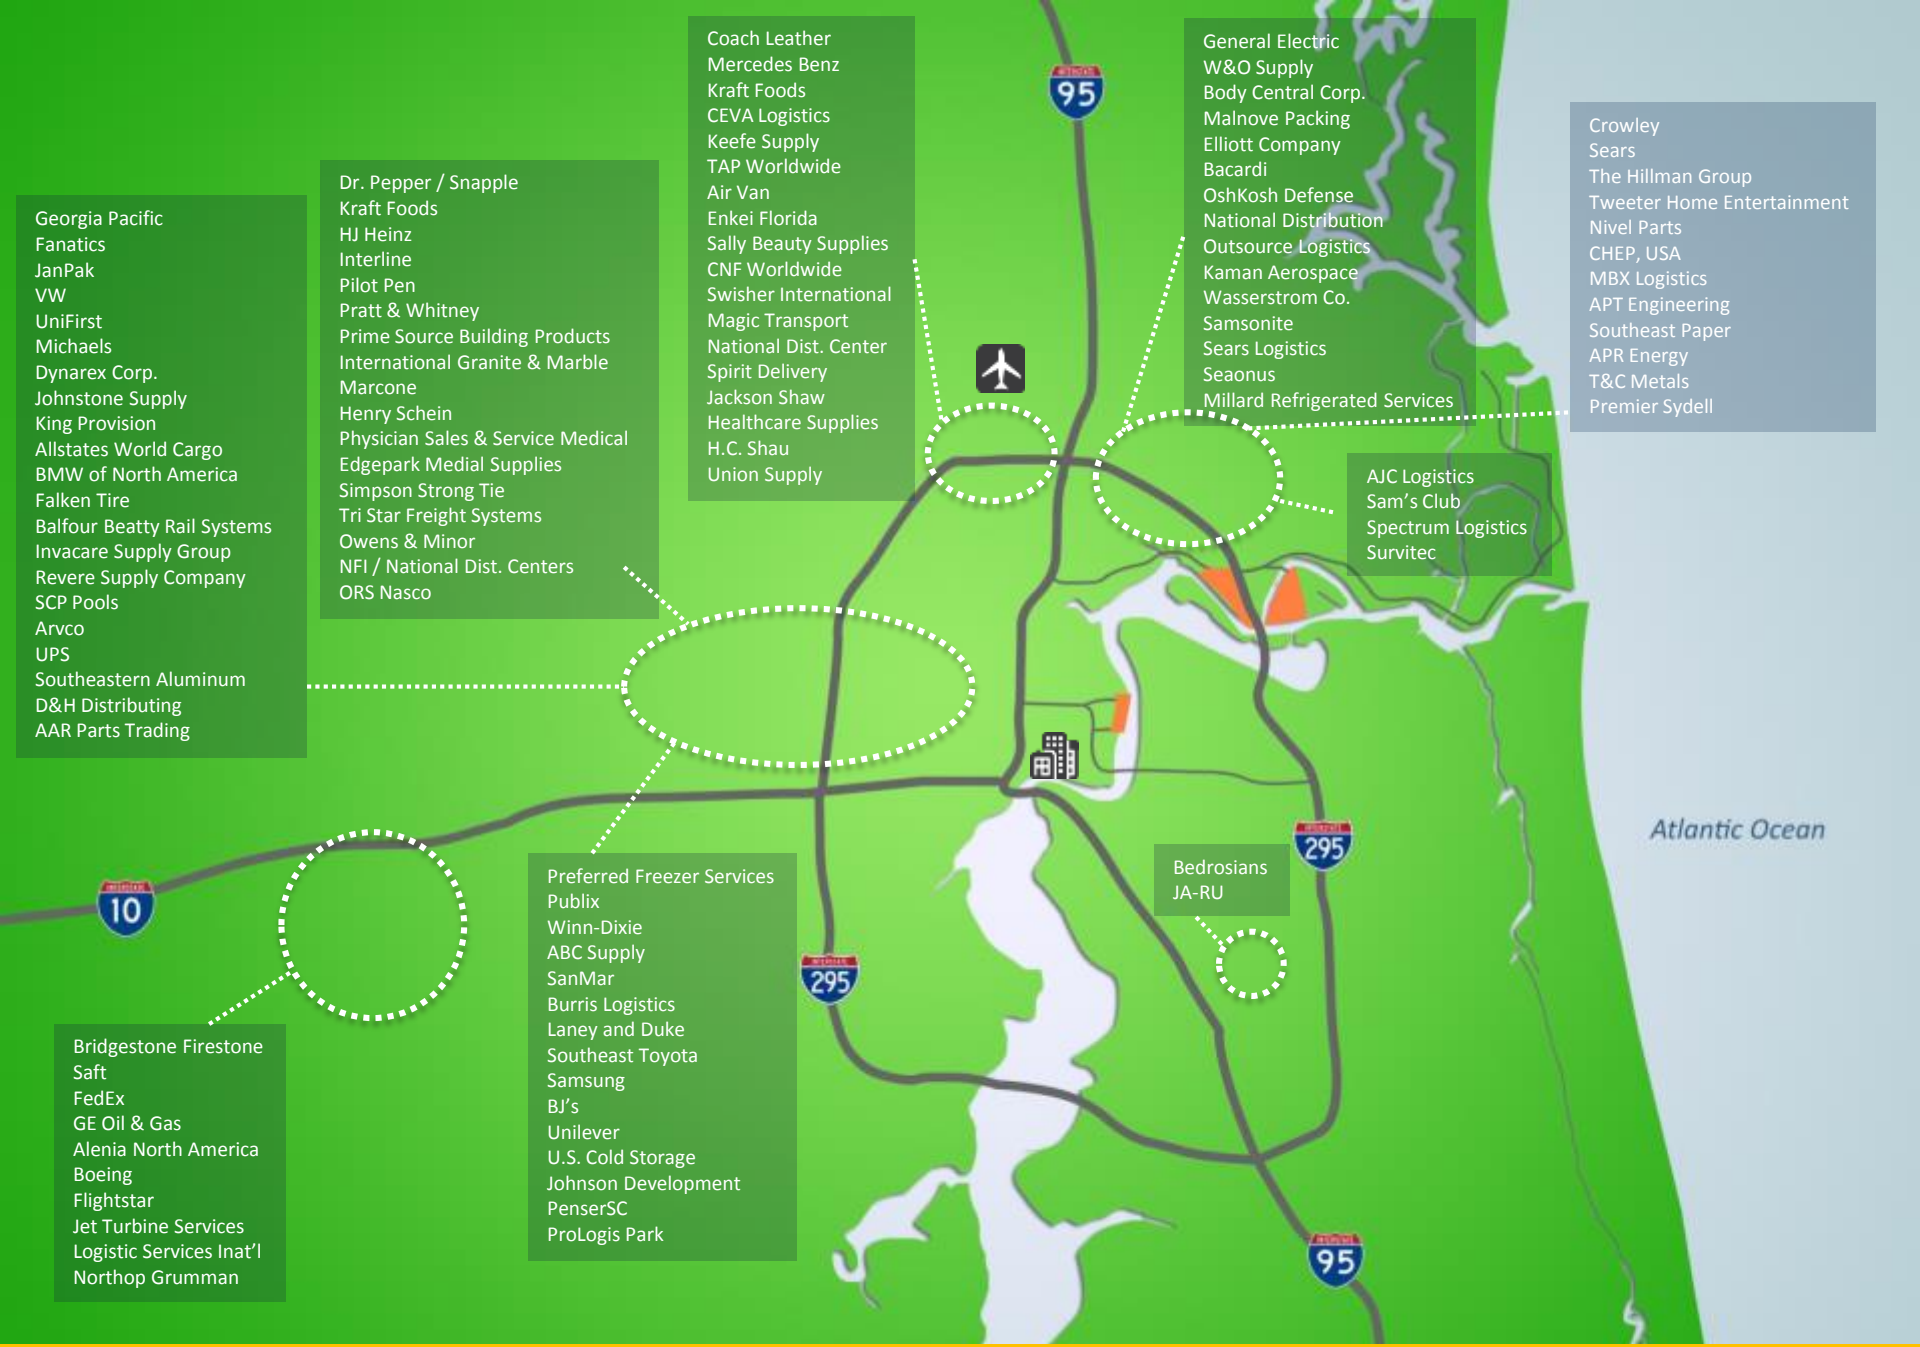 Coach Leather
Mercedes Benz
Kraft Foods
CEVA Logistics
Keefe Supply
TAP Worldwide
Air Van
Enkei Florida
Sally Beauty Supplies
CNF Worldwide
Swisher International
Magic Transport
National Dist. Center
Spirit Delivery
Jackson Shaw
Healthcare Supplies
H.C. Shau
Union Supply
INTERSTATE
95
General Electric
W&O Supply
Body Central Corp.
Malnove Packing
Elliott Company
Bacardi
OshKosh Defense
National Distribution
Outsource Logistics
Kaman Aerospace
Wasserstrom Co.
Samsonite
Sears Logistics
Seaonus
Millard Refrigerated Services
Crowley
Sears
The Hillman Group
Tweeter Home Entertainment
Nivel Parts
CHEP, USA
MBX Logistics
APT Engineering
Southeast Paper
APR Energy
T&C Metals
Premier Sydell
Dr. Pepper / Snapple
Kraft Foods
HJ Heinz
Interline
Pilot Pen
Pratt & Whitney
Prime Source Building Products
International Granite & Marble
Marcone
Henry Schein
Physician Sales & Service Medical
Edgepark Medial Supplies
Simpson Strong Tie
Tri Star Freight Systems
Owens & Minor
NFI / National Dist. Centers
ORS Nasco
Georgia Pacific
Fanatics
JanPak
VW
UniFirst
Michaels
Dynarex Corp.
Johnstone Supply
King Provision
Allstates World Cargo
BMW of North America
Falken Tire
Balfour Beatty Rail Systems
Invacare Supply Group
Revere Supply Company
SCP Pools
Arvco
UPS
Southeastern Aluminum
D&H Distributing
AAR Parts Trading
AJC Logistics
Sam's Club
Spectrum Logistics
Survitec
Atlantic Ocean
INTERSTATE
295
Bedrosians
JA-RU
INTERSTATE
10
Preferred Freezer Services
Publix
Winn-Dixie
ABC Supply
SanMar
Burris Logistics
Laney and Duke
Southeast Toyota
Samsung
BJ's
Unilever
U.S. Cold Storage
Johnson Development
PenserSC
ProLogis Park
INTERSTATE
295
Bridgestone Firestone
Saft
FedEx
GE Oil & Gas
Alenia North America
Boeing
Flightstar
Jet Turbine Services
Logistic Services Inat'l
Northop Grumman
INTERSTATE
95